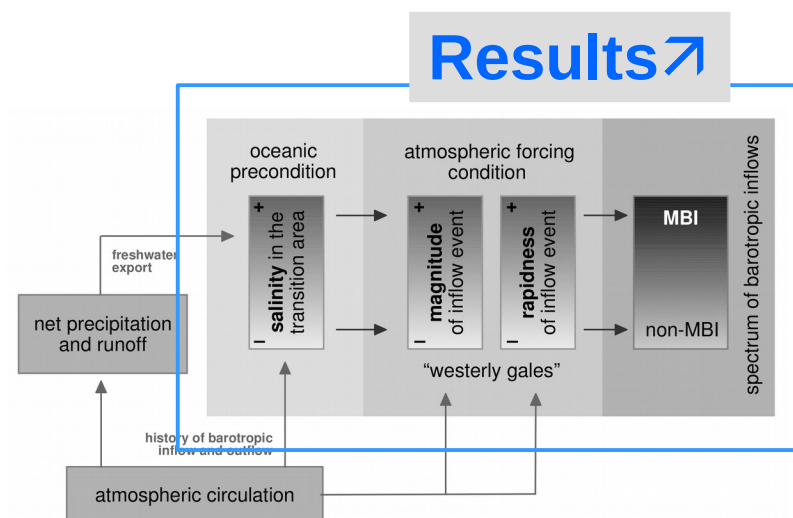 Results
oceanic
precondition
atmospheric forcing
condition
+
salinity in the
transition area
–
+
magnitude
of inflow event
–
+
rapidness
of inflow event
–
MBI
non-MBI
spectrum of barotropic inflows
"westerly gales"
freshwater
export
net precipitation
and runoff
history of barotropic
inflow and outflow
atmospheric circulation